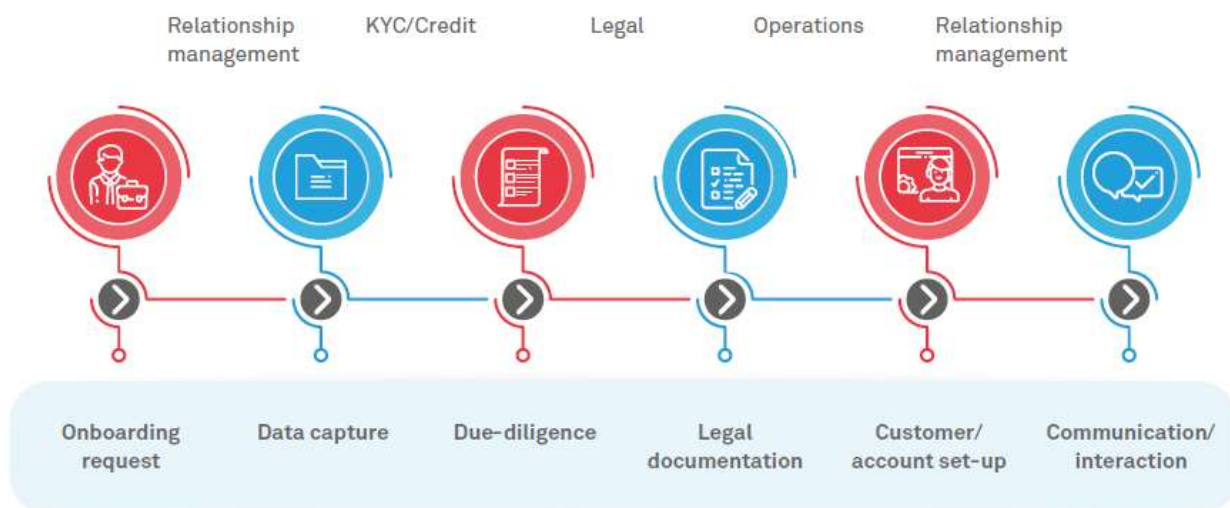 Relationship
management
KYC/Credit
Legal
Operations
Relationship
management
Onboarding
request
Data capture
Due-diligence
Legal
documentation
Customer/
account set-up
Communication/
interaction